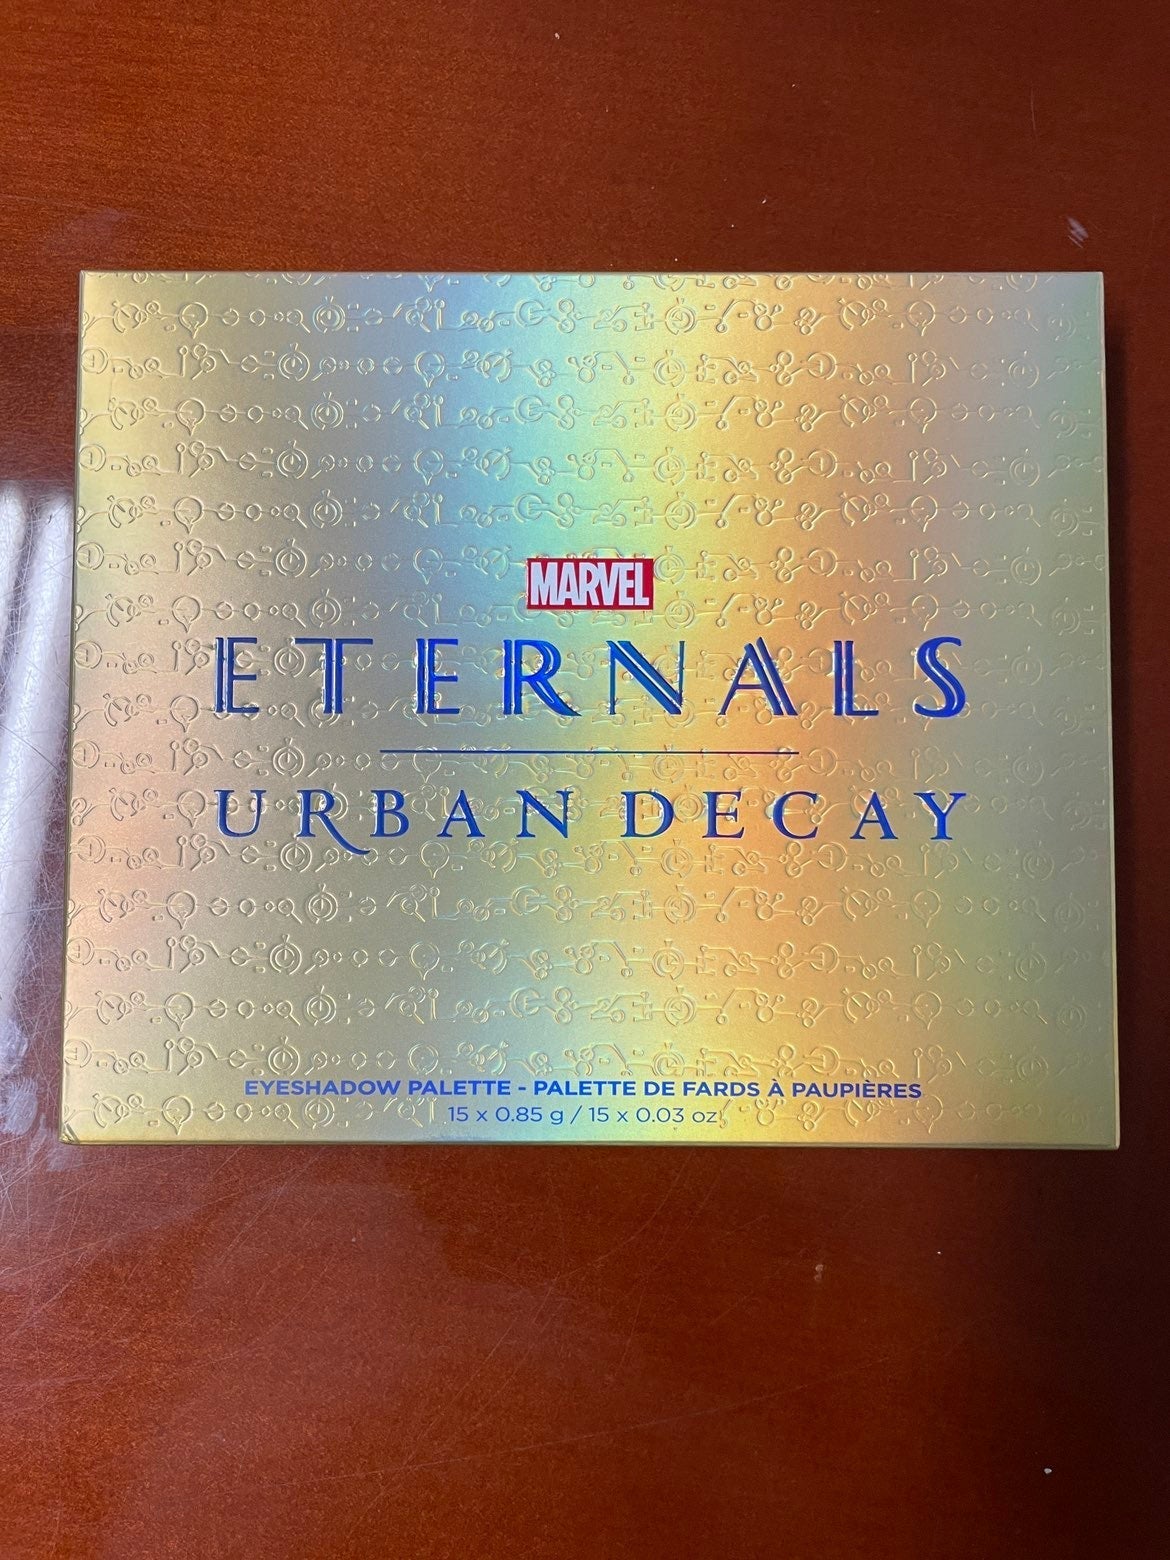 MARVEL
ETERNALS
URBAN DECAY
EYESHADOW PALETTE - PALETTE DE FARDS À PAUPIÈRES
15 x 0.85 g / 15 x 0.03 oz